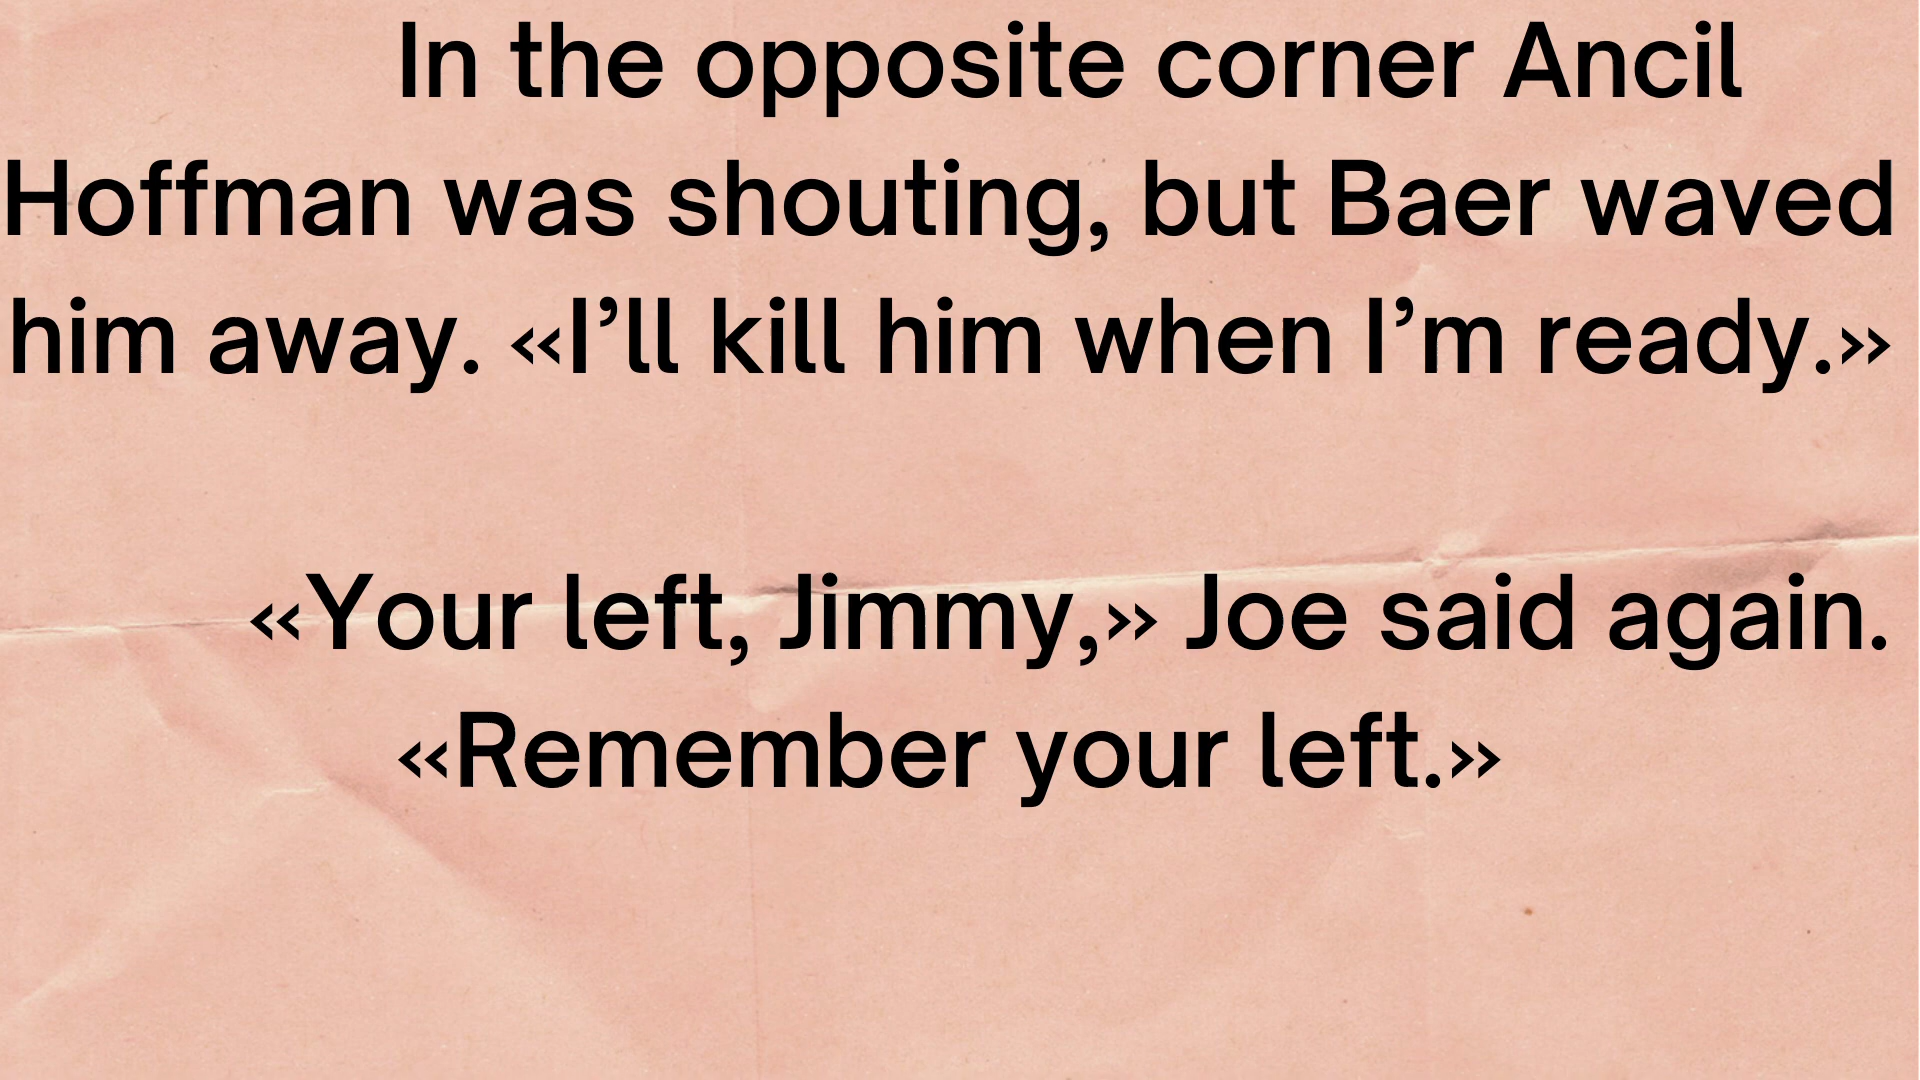 In the opposite corner Ancil
Hoffman was shouting, but Baer waved
him away. «I’ll kill him when I’m ready.»
«Your left, Jimmy,» Joe said again.
«Remember your left.»